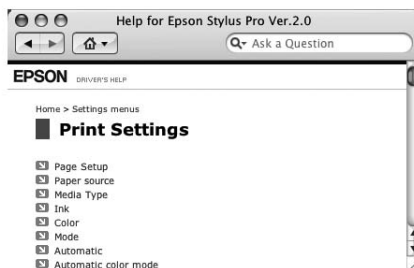 Help for Epson Stylus Pro Ver.2.0
Ask a Question
EPSON DRIVER'S HELP
Home > Settings menus
Print Settings
Page Setup
Paper source
Media Type
Ink
Color
Mode
Automatic
Automatic color mode